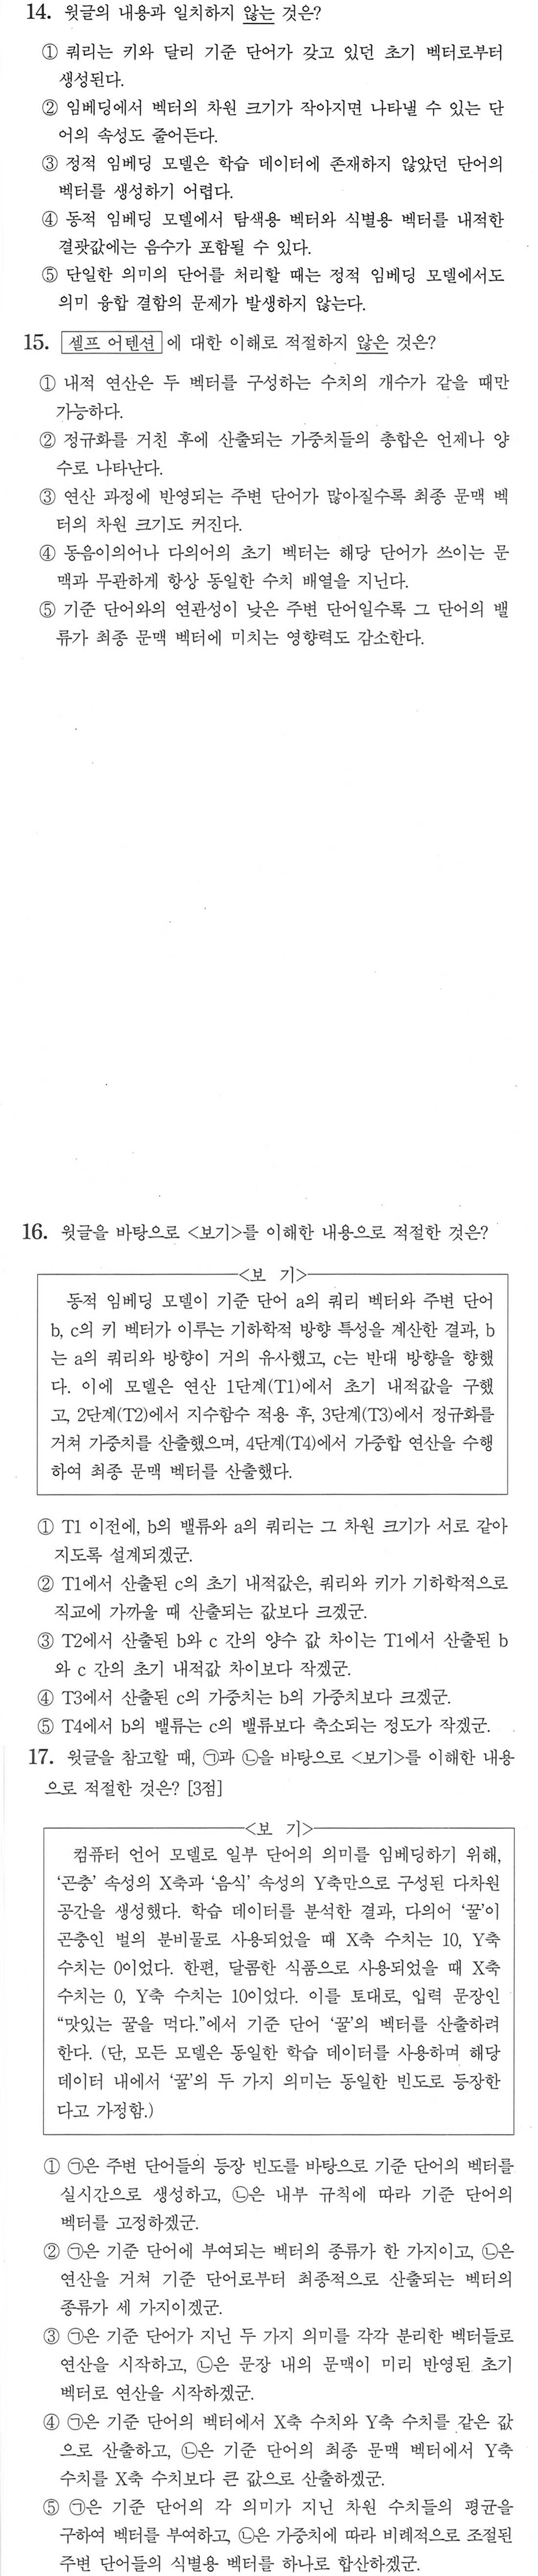 14. 윗글의 내용과 일치하지 않는 것은?
① 쿼리는 키와 달리 기준 단어가 갖고 있던 초기 벡터로부터
생성된다.
② 임베딩에서 벡터의 차원 크기가 작아지면 나타낼 수 있는 단
어의 속성도 줄어든다.
③ 정적 임베딩 모델은 학습 데이터에 존재하지 않았던 단어의
벡터를 생성하기 어렵다.
④ 동적 임베딩 모델에서 탐색용 벡터와 식별용 벡터를 내적한
결괏값에는 음수가 포함될 수 있다.
⑤ 단일한 의미의 단어를 처리할 때는 정적 임베딩 모델에서도
의미 융합 결함의 문제가 발생하지 않는다.
15. 셀프 어텐션 에 대한 이해로 적절하지 않은 것은?
① 내적 연산은 두 벡터를 구성하는 수치의 개수가 같을 때만
가능하다.
② 정규화를 거친 후에 산출되는 가중치들의 총합은 언제나 양
수로 나타난다.
③ 연산 과정에 반영되는 주변 단어가 많아질수록 최종 문맥 벡
터의 차원 크기도 커진다.
④ 동음이의어나 다의어의 초기 벡터는 해당 단어가 쓰이는 문
맥과 무관하게 항상 동일한 수치 배열을 지닌다.
⑤ 기준 단어와의 연관성이 낮은 주변 단어일수록 그 단어의 밸
류가 최종 문맥 벡터에 미치는 영향력도 감소한다.
16. 윗글을 바탕으로 <보기>를 이해한 내용으로 적절한 것은?
<보 기>
동적 임베딩 모델이 기준 단어 a의 쿼리 벡터와 주변 단어
b, c의 키 벡터가 이루는 기하학적 방향 특성을 계산한 결과, b
는 a의 쿼리와 방향이 거의 유사했고, c는 반대 방향을 향했
다. 이에 모델은 연산 1단계(T1)에서 초기 내적값을 구했
고, 2단계(T2)에서 지수함수 적용 후, 3단계(T3)에서 정규화를
거쳐 가중치를 산출했으며, 4단계(T4)에서 가중합 연산을 수행
하여 최종 문맥 벡터를 산출했다.
① T1 이전에, b의 밸류와 a의 쿼리는 그 차원 크기가 서로 같아
지도록 설계되겠군.
② T1에서 산출된 c의 초기 내적값은, 쿼리와 키가 기하학적으로
직교에 가까울 때 산출되는 값보다 크겠군.
③ T2에서 산출된 b와 c 간의 양수 값 차이는 T1에서 산출된 b
와 c 간의 초기 내적값 차이보다 작겠군.
④ T3에서 산출된 c의 가중치는 b의 가중치보다 크겠군.
⑤ T4에서 b의 밸류는 c의 밸류보다 축소되는 정도가 작겠군.
17. 윗글을 참고할 때, ㉠과 ㉡을 바탕으로 <보기>를 이해한 내용
으로 적절한 것은? [3점]
<보 기>
컴퓨터 언어 모델로 일부 단어의 의미를 임베딩하기 위해,
‘곤충’ 속성의 X축과 ‘음식’ 속성의 Y축만으로 구성된 다차원
공간을 생성했다. 학습 데이터를 분석한 결과, 다의어 ‘꿀’이
곤충인 벌의 분비물로 사용되었을 때 X축 수치는 10, Y축
수치는 0이었다. 한편, 달콤한 식품으로 사용되었을 때 X축
수치는 0, Y축 수치는 10이었다. 이를 토대로, 입력 문장인
“맛있는 꿀을 먹다.”에서 기준 단어 ‘꿀’의 벡터를 산출하려
한다. (단, 모든 모델은 동일한 학습 데이터를 사용하며 해당
데이터 내에서 ‘꿀’의 두 가지 의미는 동일한 빈도로 등장한
다고 가정함.)
① ㉠은 주변 단어들의 등장 빈도를 바탕으로 기준 단어의 벡터를
실시간으로 생성하고, ㉡은 내부 규칙에 따라 기준 단어의
벡터를 고정하겠군.
② ㉠은 기준 단어에 부여되는 벡터의 종류가 한 가지이고, ㉡은
연산을 거쳐 기준 단어로부터 최종적으로 산출되는 벡터의
종류가 세 가지이겠군.
③ ㉠은 기준 단어가 지닌 두 가지 의미를 각각 분리한 벡터들로
연산을 시작하고, ㉡은 문장 내의 문맥이 미리 반영된 초기
벡터로 연산을 시작하겠군.
④ ㉠은 기준 단어의 벡터에서 X축 수치와 Y축 수치를 같은 값
으로 산출하고, ㉡은 기준 단어의 최종 문맥 벡터에서 Y축
수치를 X축 수치보다 큰 값으로 산출하겠군.
⑤ ㉠은 기준 단어의 각 의미가 지닌 차원 수치들의 평균을
구하여 벡터를 부여하고, ㉡은 가중치에 따라 비례적으로 조절된
주변 단어들의 식별용 벡터를 하나로 합산하겠군.